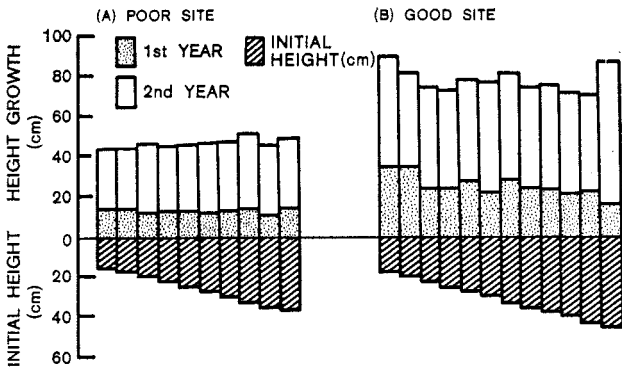 (A) POOR SITE
(B) GOOD SITE
1st YEAR
2nd YEAR
INITIAL
HEIGHT(cm)
HEIGHT GROWTH
(cm)
100
80
60
40
20
0
20
40
60
INITIAL HEIGHT
(cm)